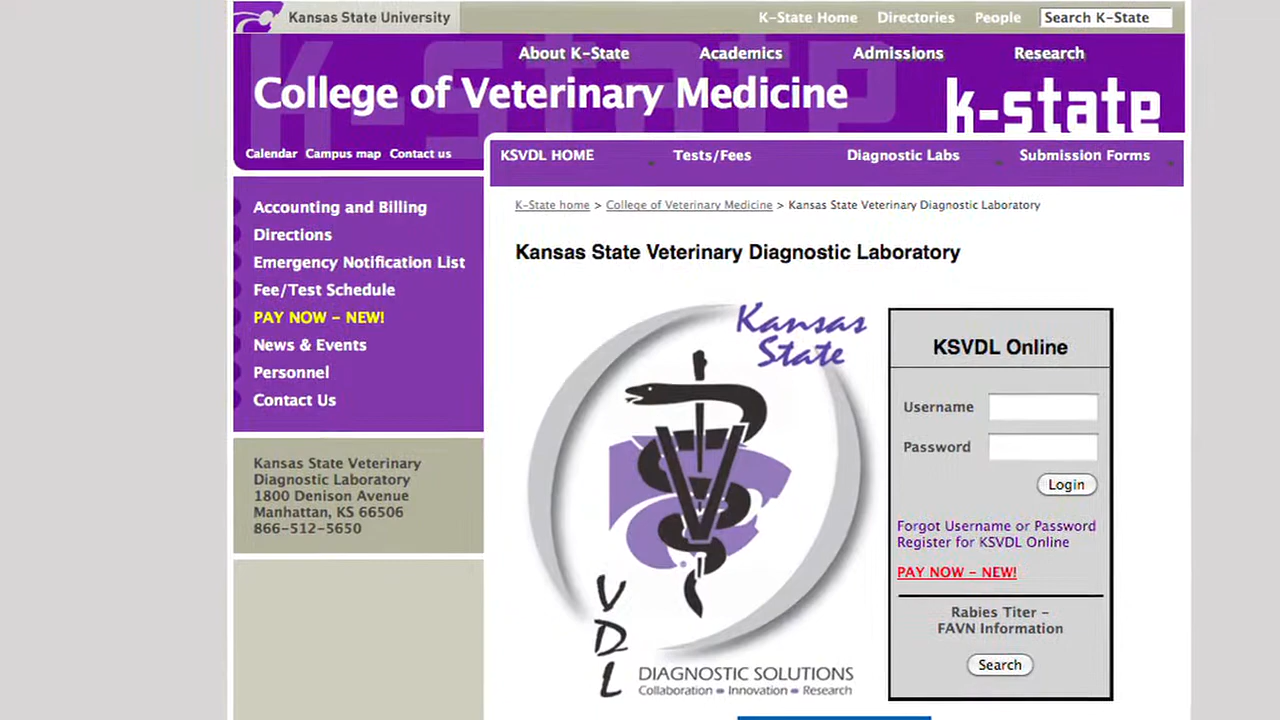 Kansas State University
K-State Home Directories People Search K-State
About K-State Academics Admissions Research
College of Veterinary Medicine
k-state
Calendar Campus map Contact us
KSVDL HOME Tests/Fees Diagnostic Labs Submission Forms
Accounting and Billing
Directions
Emergency Notification List
Fee/Test Schedule
PAY NOW – NEW!
News & Events
Personnel
Contact Us
Kansas State Veterinary
Diagnostic Laboratory
1800 Denison Avenue
Manhattan, KS 66506
866-512-5650
K-State home > College of Veterinary Medicine > Kansas State Veterinary Diagnostic Laboratory
Kansas State Veterinary Diagnostic Laboratory
Kansas
State
V
VDL
DIAGNOSTIC SOLUTIONS
Collaboration Innovation Research
KSVDL Online
Username
Password
Login
Forgot Username or Password
Register for KSVDL Online
PAY NOW – NEW!
Rabies Titer –
FAVN Information
Search